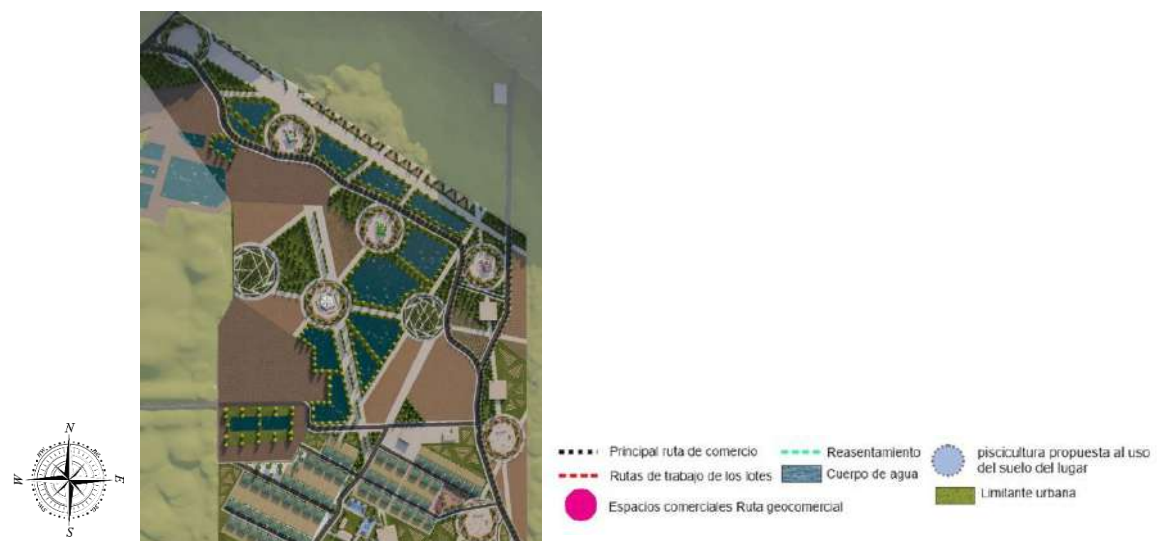 N
W
E
S
Principal ruta de comercio
Rutas de trabajo de los lotes
Espacios comerciales Ruta geocomercial
Reasentamiento
Cuerpo de agua
piscicultura propuesta al uso
del suelo del lugar
Limitante urbana